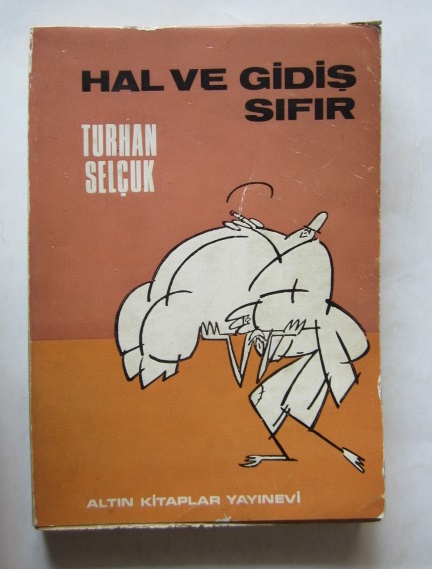 HAL VE GİDİŞ
SIFIR
TURHAN
SELÇUK
ALTIN KİTAPLAR YAYINEVİ